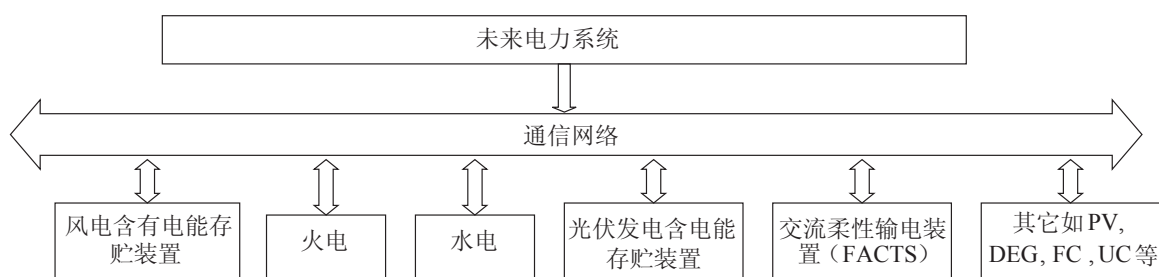 未来电力系统
通信网络
风电含有电能存
贮装置
火电
水电
光伏发电含电能
存贮装置
交流柔性输电装
置（FACTS）
其它如PV,
DEG, FC ,UC等